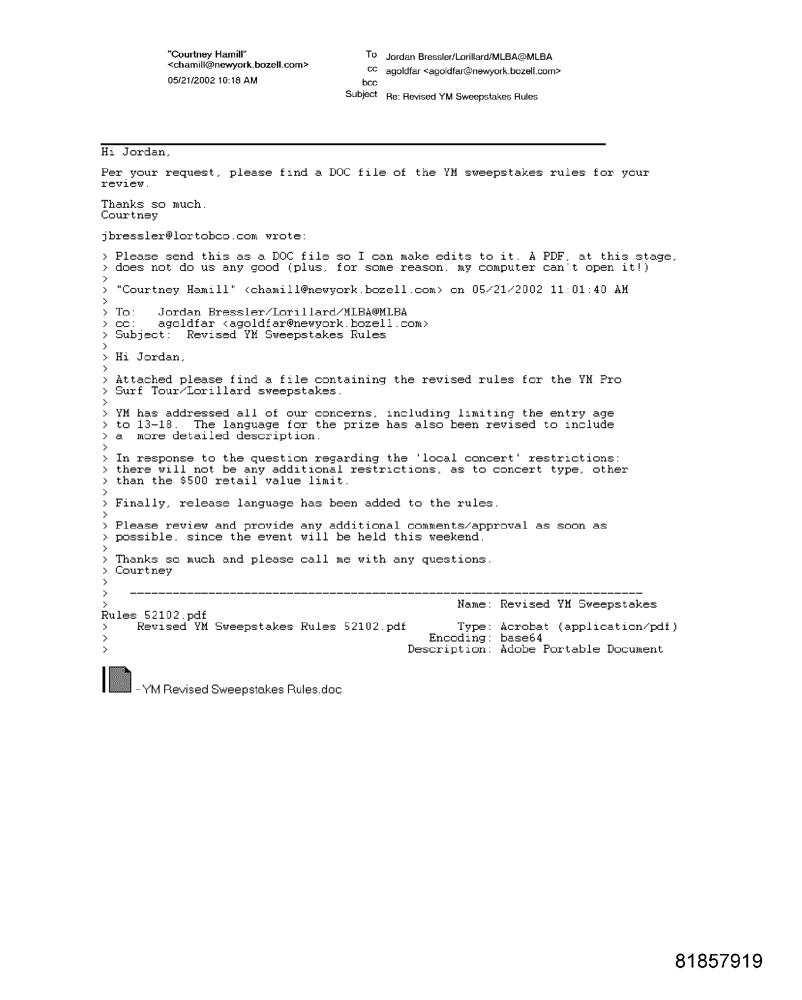 "Courtney Hamill"
<chamill@newyork.bozell.com>
05/21/2002 10:18 AM
To Jordan Bressler/Lorillard/MLBA@MLBA
cc agoldfar <agoldfar@newyork.bozell.com>
bcc
Subject Re: Revised YM Sweepstakes Rules
Hi Jordan,
Per your request, please find a DOC file of the YM sweepstakes rules for your
review.
Thanks so much.
Courtney
jbressler@lortobco.com wrote:
> Please send this as a DOC file so I can make edits to it. A PDF, at this stage,
> does not do us any good (plus, for some reason, my computer can't open it!)
>
> "Courtney Hamill" <chamill@newyork.bozell.com> on 05/21/2002 11:01:40 AM
>
> To: Jordan Bressler/Lorillard/MLBA@MLBA
> cc: agoldfar <agoldfar@newyork.bozell.com>
> Subject: Revised YM Sweepstakes Rules
>
> Hi Jordan,
>
> Attached please find a file containing the revised rules for the YM Pro
> Surf Tour/Lorillard sweepstakes.
>
> YM has addressed all of our concerns, including limiting the entry age
> to 13-18. The language for the prize has also been revised to include
> a more detailed description.
>
> In response to the question regarding the 'local concert' restrictions:
> there will not be any additional restrictions, as to concert type, other
> than the $500 retail value limit.
>
> Finally, release language has been added to the rules.
>
> Please review and provide any additional comments/approval as soon as
> possible, since the event will be held this weekend.
>
> Thanks so much and please call me with any questions.
> Courtney
>
> ------------------------------------------------------------------------
> Name: Revised YM Sweepstakes
Rules 52102.pdf
> Revised YM Sweepstakes Rules 52102.pdf Type: Acrobat (application/pdf)
> Encoding: base64
> Description: Adobe Portable Document
- YM Revised Sweepstakes Rules.doc
81857919